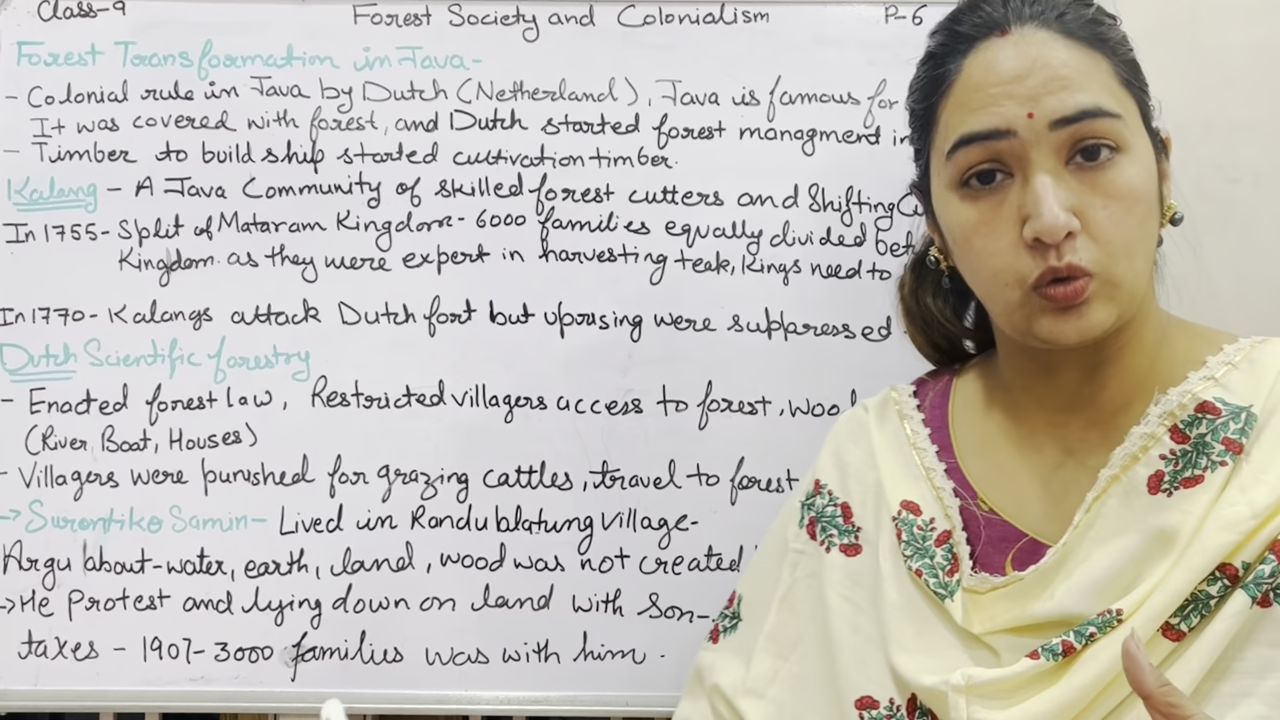 Class-9 Forest Society and Colonialism P-6
Forest Transformation in Java-
- Colonial rule in Java by Dutch (Netherland), Java is famous for
It was covered with forest, and Dutch started forest managment in
- Timber to build ship started cultivation timber.
Kalang - A Java Community of skilled forest cutters and Shifting
In 1755- Split of Mataram Kingdom- 6000 families equally divided
Kingdom. as they were expert in harvesting teak, Kings need to
In 1770- Kalangs attack Dutch fort but uprising were suppressed.
Dutch Scientific forestry
- Enacted forest law, Restricted villagers access to forest,
(River, Boat, Houses)
- Villagers were punished for grazing cattles, travel to forest
-> Surontiko Samin- Lived in Randublatung Village-
Argu about-water, earth, land, wood was not created
-> He Protest and lying down on land with Son-
taxes - 1907- 3000 families was with him.